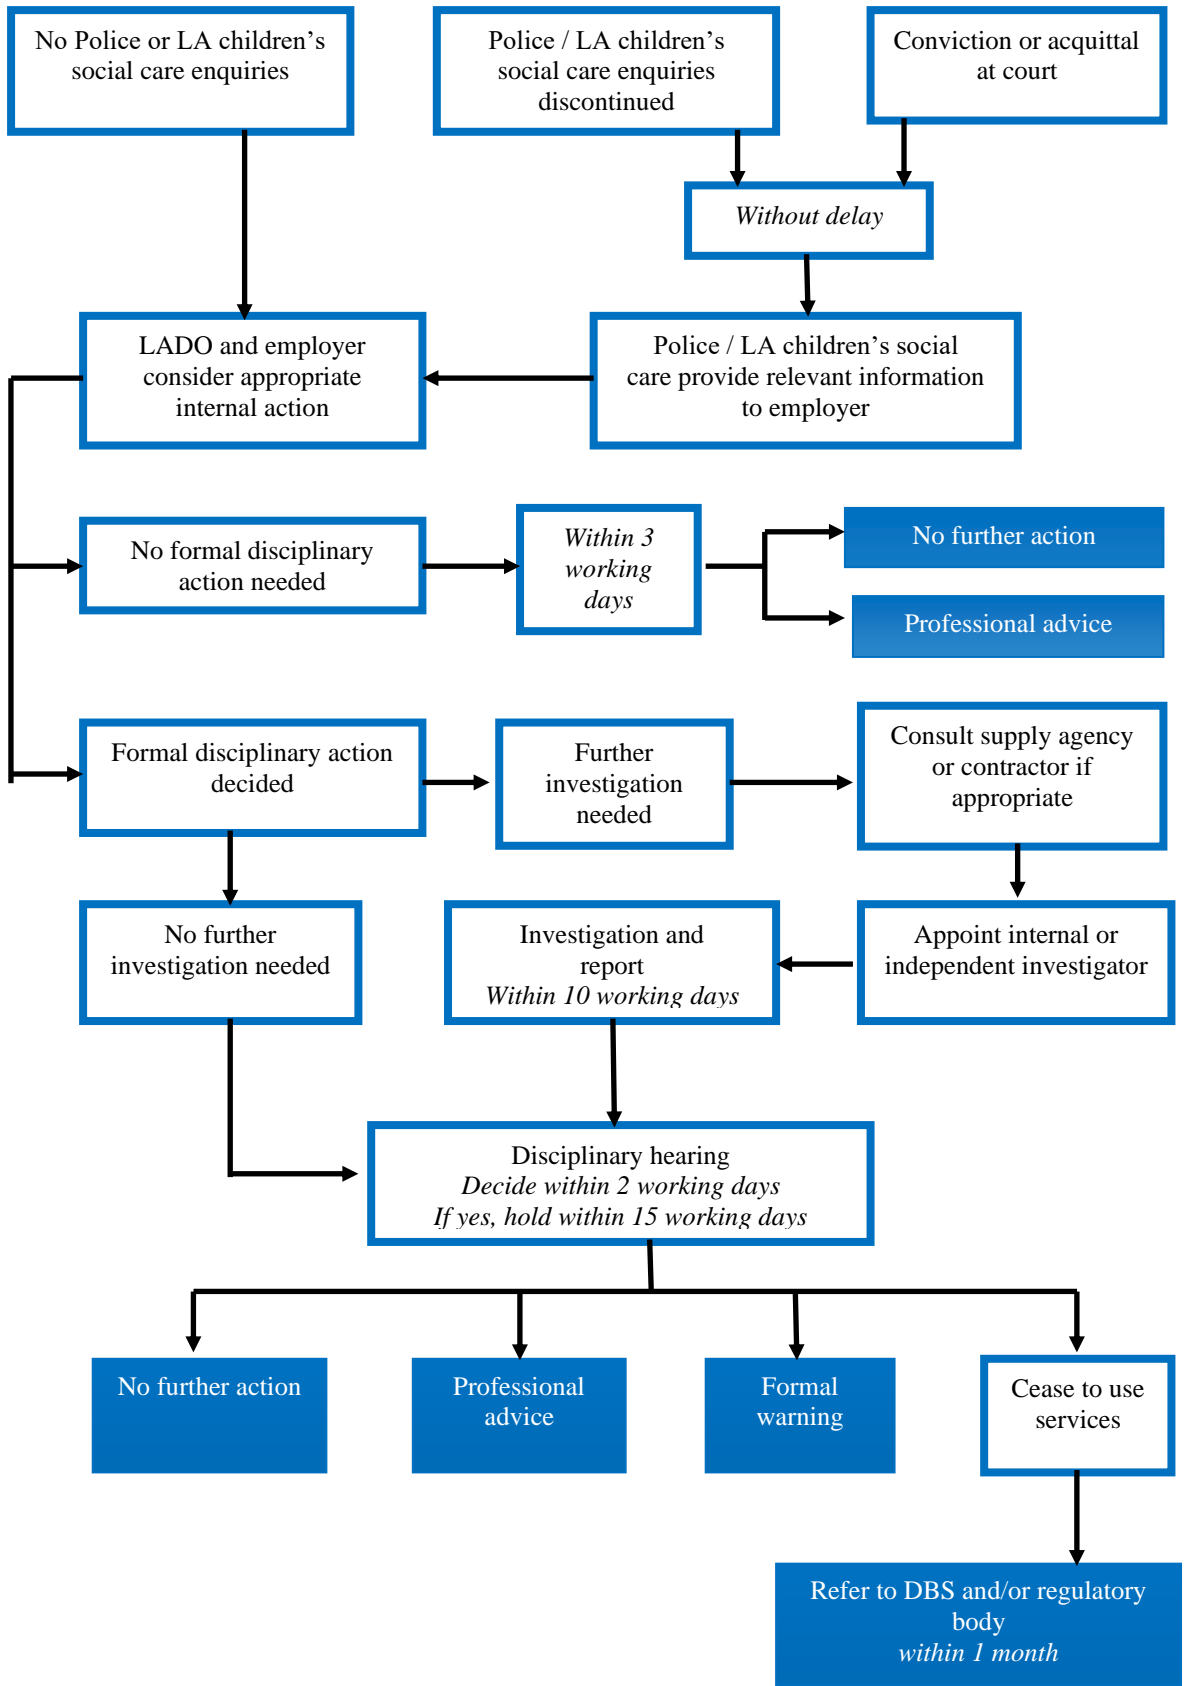 No Police or LA children’s
social care enquiries
Police / LA children’s
social care enquiries
discontinued
Conviction or acquittal
at court
Without delay
LADO and employer
consider appropriate
internal action
Police / LA children’s social
care provide relevant information
to employer
No formal disciplinary
action needed
Within 3
working
days
No further action
Professional advice
Formal disciplinary action
decided
Further
investigation
needed
Consult supply agency
or contractor if
appropriate
No further
investigation needed
Investigation and
report
Within 10 working days
Appoint internal or
independent investigator
Disciplinary hearing
Decide within 2 working days
If yes, hold within 15 working days
No further action
Professional
advice
Formal
warning
Cease to use
services
Refer to DBS and/or regulatory
body
within 1 month